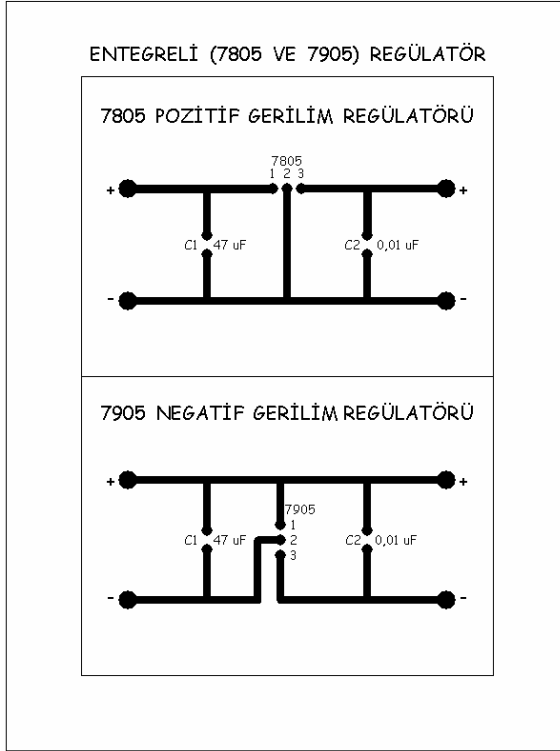 ENTEGRELİ (7805 VE 7905) REGÜLATÖR
7805 POZİTİF GERİLİM REGÜLATÖRÜ
7805
1 2 3
+ +
C1 47 uF C2 0,01 uF
- -
7905 NEGATİF GERİLİM REGÜLATÖRÜ
+ +
7905
1
C1 47 uF 2 C2 0,01 uF
3
- -